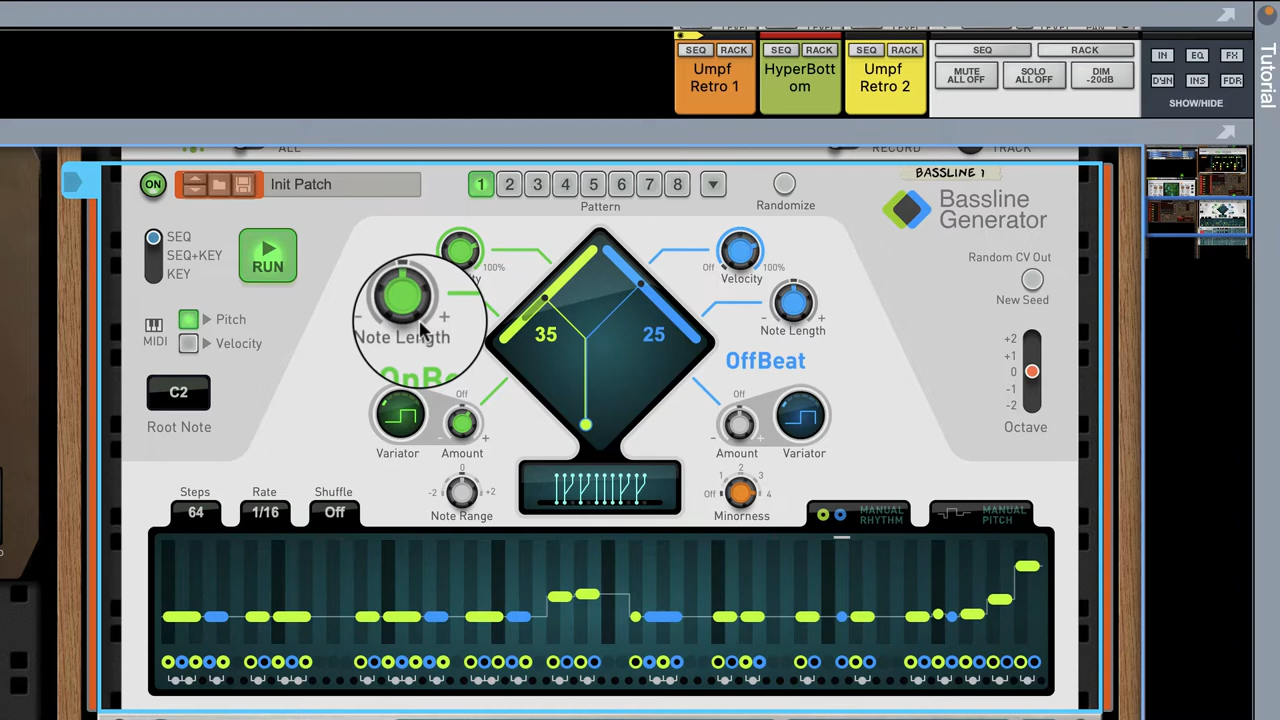 Tutorial
SEQ RACK SEQ RACK SEQ RACK SEQ RACK
Umpf Retro 1
HyperBott om
Umpf Retro 2
MUTE ALL OFF
SOLO ALL OFF
DIM -20dB
IN EQ FX
DYN INS FDR
SHOW/HIDE
ALL
RECORD
TRACK
ON
Init Patch
1 2 3 4 5 6 7 8
Pattern
Randomize
BASSLINE 1
Bassline
Generator
SEQ
SEQ+KEY
KEY
RUN
100%
Off 100%
Velocity
Random CV Out
New Seed
- +
Note Length
- +
Note Length
MIDI
Pitch
Velocity
35
25
OffBeat
+2
+1
0
-1
-2
Octave
C2
Root Note
Off
- +
Variator
Amount
Off
- +
Amount
Variator
-2 0 +2
Note Range
Off 1 2 3 4
Minorness
Steps
64
Rate
1/16
Shuffle
Off
MANUAL RHYTHM
MANUAL PITCH